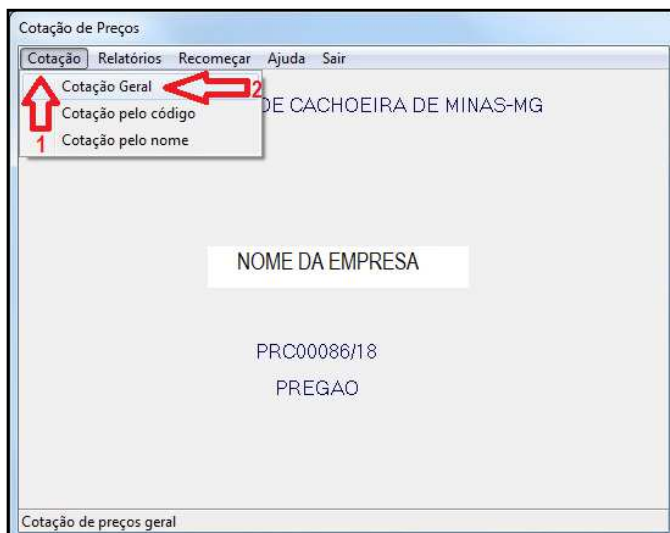 Cotação de Preços
Cotação Relatórios Recomeçar Ajuda Sair
Cotação Geral 2
DE CACHOEIRA DE MINAS-MG
Cotação pelo código
1 Cotação pelo nome
NOME DA EMPRESA
PRC00086/18
PREGAO
Cotação de preços geral